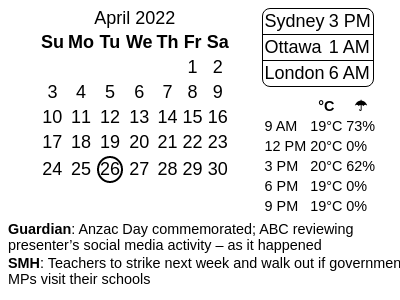 April 2022
Su Mo Tu We Th Fr Sa
1 2
3 4 5 6 7 8 9
10 11 12 13 14 15 16
17 18 19 20 21 22 23
24 25 26 27 28 29 30
Sydney 3 PM
Ottawa 1 AM
London 6 AM
°C ☂
9 AM 19°C 73%
12 PM 20°C 0%
3 PM 20°C 62%
6 PM 19°C 0%
9 PM 19°C 0%
Guardian: Anzac Day commemorated; ABC reviewing
presenter’s social media activity – as it happened
SMH: Teachers to strike next week and walk out if governmen
MPs visit their schools